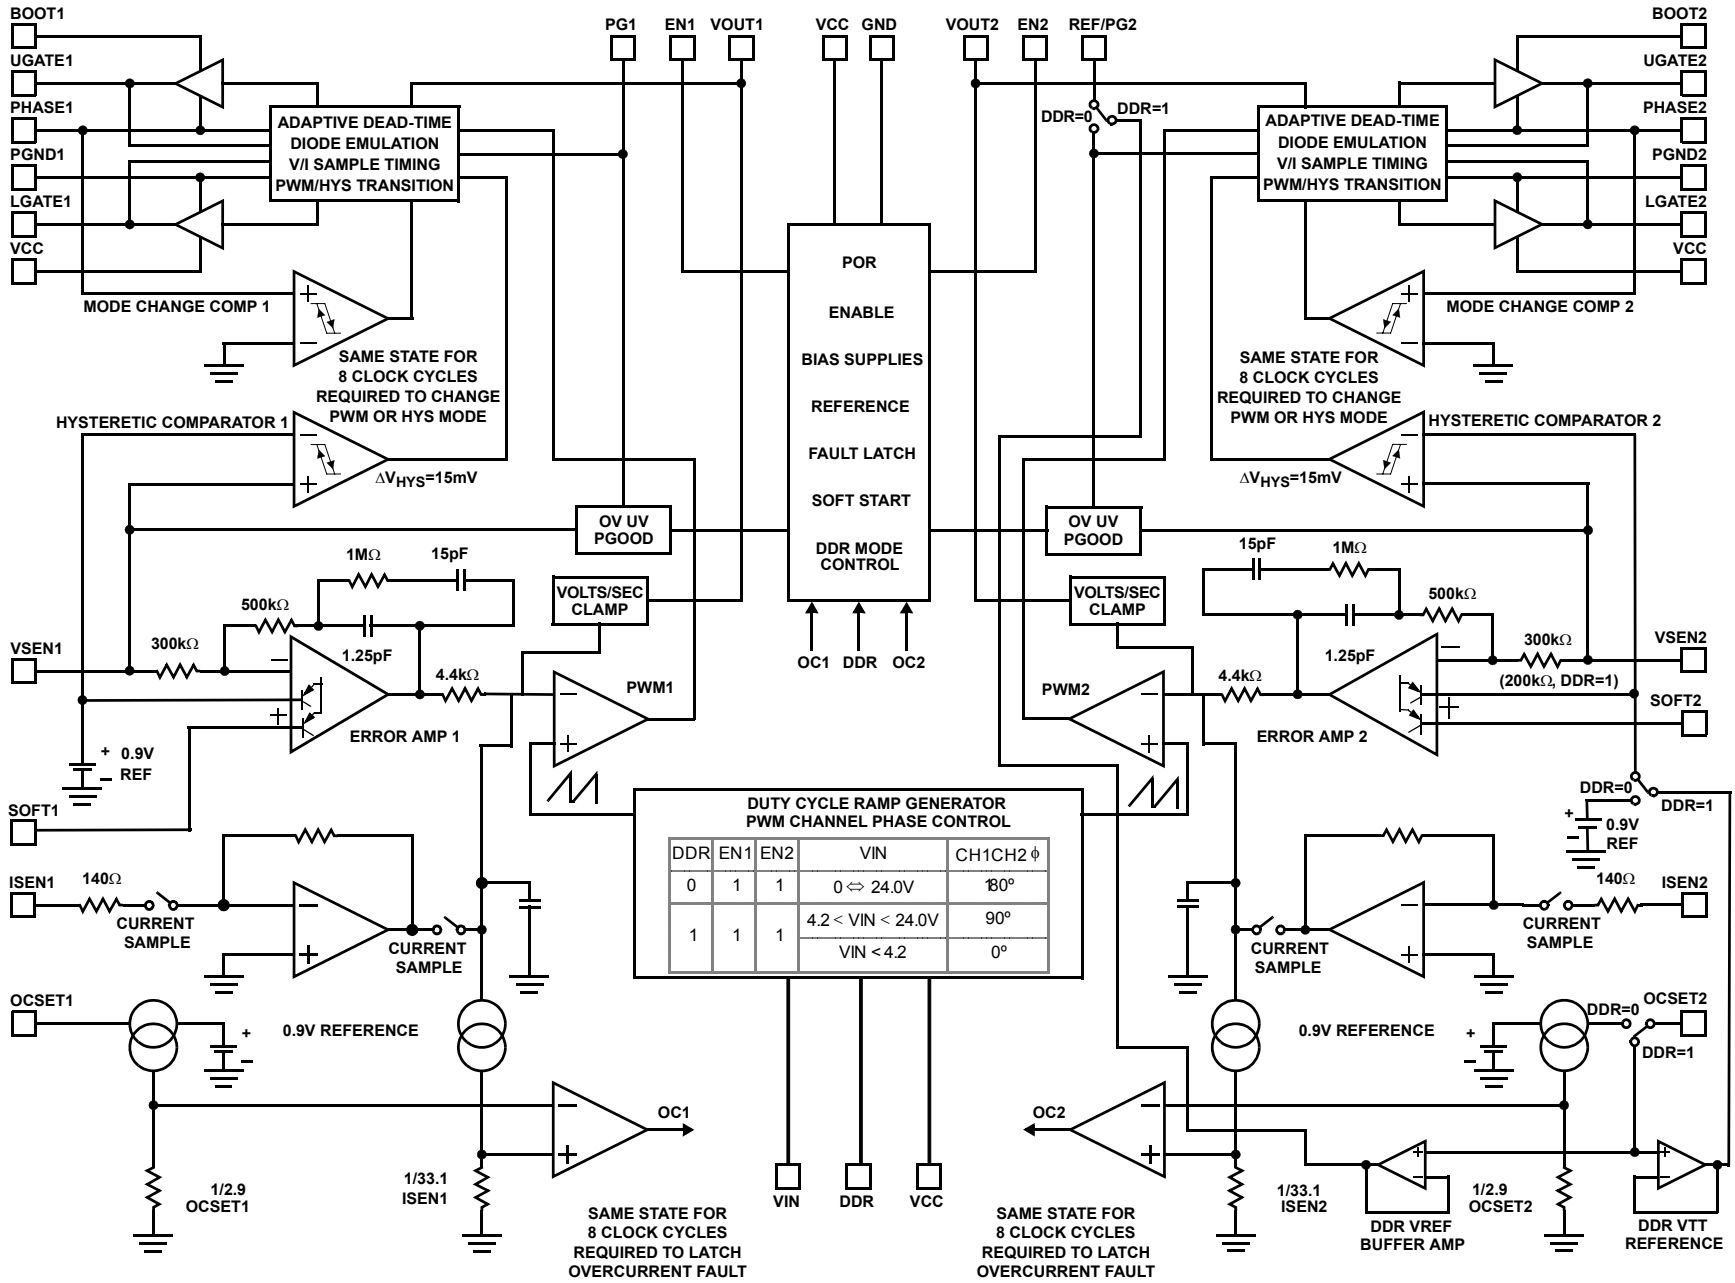 BOOT1
UGATE1
PHASE1
PGND1
LGATE1
VCC
PG1
EN1
VOUT1
VCC
GND
VOUT2
EN2
REF/PG2
BOOT2
UGATE2
PHASE2
PGND2
LGATE2
VCC
ADAPTIVE DEAD-TIME
DIODE EMULATION
V/I SAMPLE TIMING
PWM/HYS TRANSITION
DDR=0
DDR=1
ADAPTIVE DEAD-TIME
DIODE EMULATION
V/I SAMPLE TIMING
PWM/HYS TRANSITION
MODE CHANGE COMP 1
+
−
SAME STATE FOR
8 CLOCK CYCLES
REQUIRED TO CHANGE
PWM OR HYS MODE
POR
ENABLE
BIAS SUPPLIES
REFERENCE
FAULT LATCH
SOFT START
DDR MODE
CONTROL
MODE CHANGE COMP 2
+
−
SAME STATE FOR
8 CLOCK CYCLES
REQUIRED TO CHANGE
PWM OR HYS MODE
HYSTERETIC COMPARATOR 1
−
+
ΔVHYS=15mV
HYSTERETIC COMPARATOR 2
−
+
ΔVHYS=15mV
OV UV
PGOOD
OV UV
PGOOD
1MΩ
15pF
500kΩ
300kΩ
1.25pF
VSEN1
−
+
4.4kΩ
ERROR AMP 1
VOLTS/SEC
CLAMP
PWM1
−
+
OC1
DDR
OC2
VOLTS/SEC
CLAMP
PWM2
−
+
15pF
1MΩ
500kΩ
300kΩ
(200kΩ, DDR=1)
1.25pF
4.4kΩ
ERROR AMP 2
−
+
VSEN2
SOFT2
+
−
0.9V
REF
SOFT1
DDR=0
DDR=1
+
−
0.9V
REF
DUTY CYCLE RAMP GENERATOR
PWM CHANNEL PHASE CONTROL
DDR EN1 EN2 VIN CH1CH2 ϕ
0 1 1 0 ⇔ 24.0V 180º
1 1 1 4.2 < VIN < 24.0V 90º
VIN < 4.2 0º
ISEN1
140Ω
CURRENT
SAMPLE
−
+
CURRENT
SAMPLE
CURRENT
SAMPLE
−
+
CURRENT
SAMPLE
140Ω
ISEN2
OCSET1
+
−
0.9V REFERENCE
0.9V REFERENCE
+
−
DDR=0
DDR=1
OCSET2
−
+
OC1
OC2
−
+
1/2.9
OCSET1
1/33.1
ISEN1
SAME STATE FOR
8 CLOCK CYCLES
REQUIRED TO LATCH
OVERCURRENT FAULT
VIN
DDR
VCC
SAME STATE FOR
8 CLOCK CYCLES
REQUIRED TO LATCH
OVERCURRENT FAULT
1/33.1
ISEN2
+
−
DDR VREF
BUFFER AMP
1/2.9
OCSET2
+
−
DDR VTT
REFERENCE